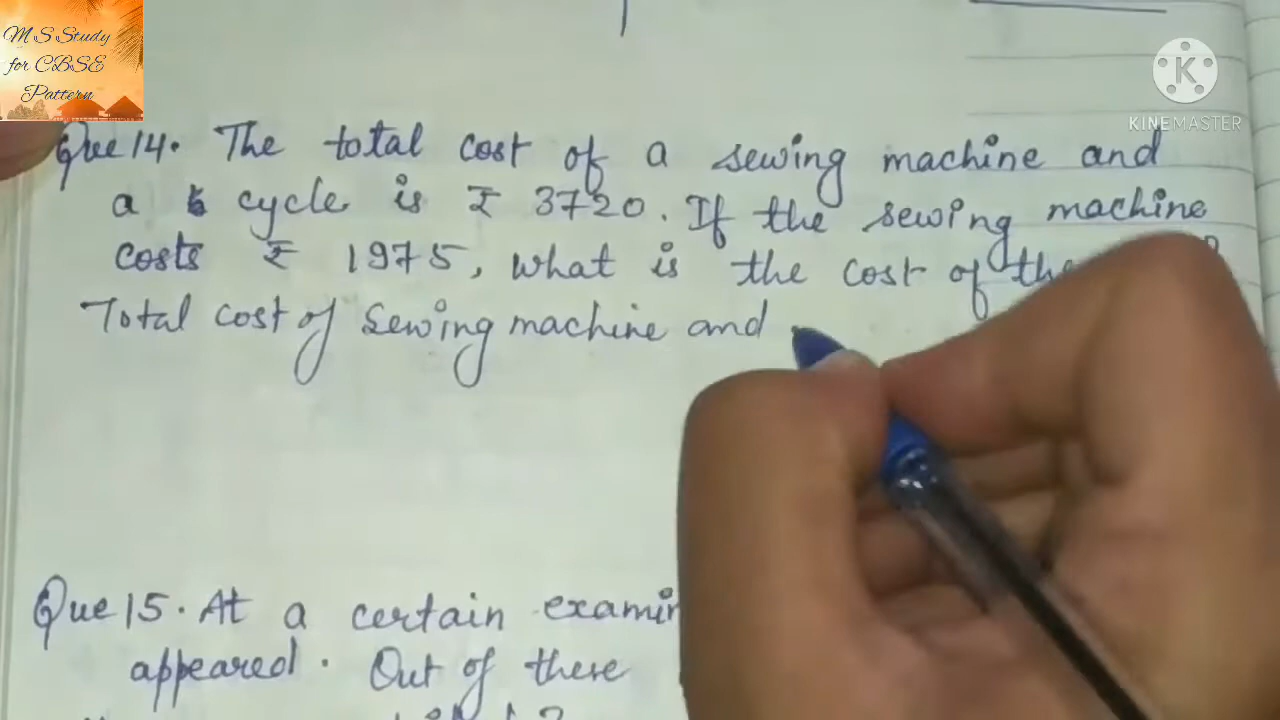 M S Study
for CBSE
Pattern
KINEMASTER
Que 14. The total cost of a sewing machine and
a cycle is ₹ 3720. If the sewing machine
costs ₹ 1975, what is the cost of the
Total cost of Sewing machine and
Que 15. At a certain
appeared. Out of these